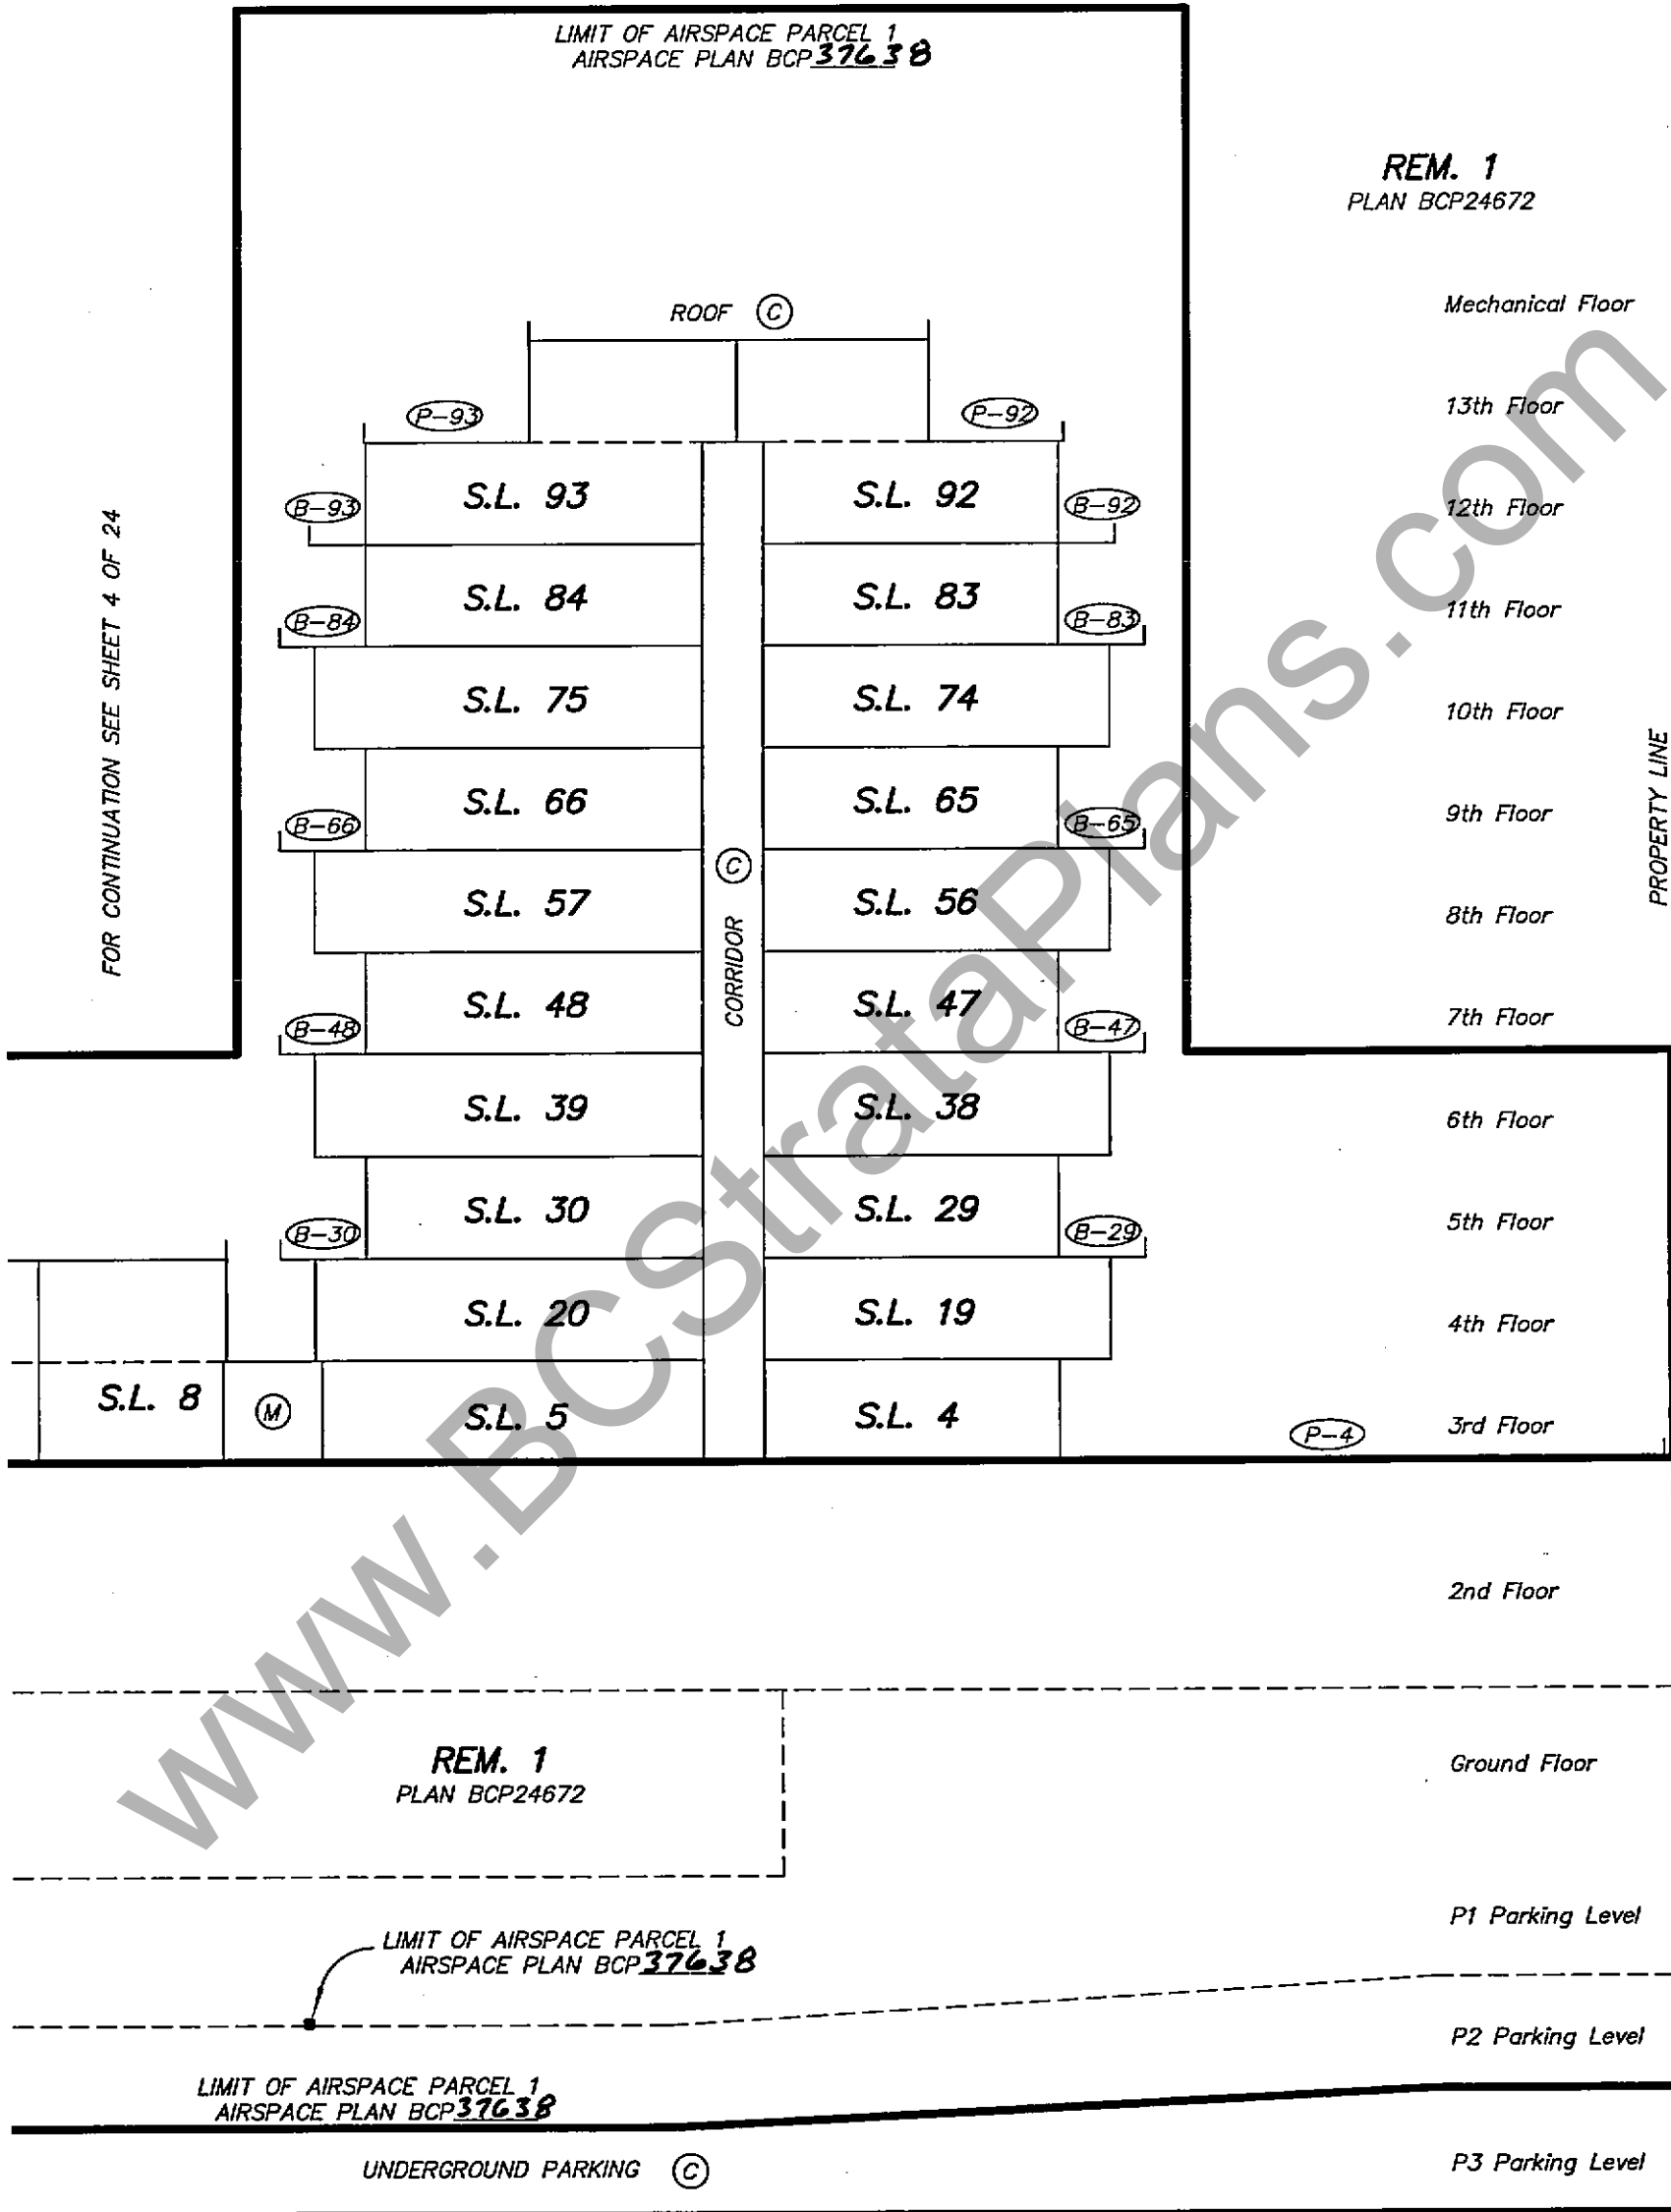 LIMIT OF AIRSPACE PARCEL 1
AIRSPACE PLAN BCP37638
REM. 1
PLAN BCP24672
Mechanical Floor
ROOF C
13th Floor
P-93
P-92
B-93
S.L. 93
S.L. 92
B-92
12th Floor
B-84
S.L. 84
S.L. 83
B-83
11th Floor
S.L. 75
S.L. 74
10th Floor
FOR CONTINUATION SEE SHEET 4 OF 24
PROPERTY LINE
B-66
S.L. 66
S.L. 65
B-65
9th Floor
C
CORRIDOR
S.L. 57
S.L. 56
8th Floor
B-48
S.L. 48
S.L. 47
B-47
7th Floor
S.L. 39
S.L. 38
6th Floor
B-30
S.L. 30
S.L. 29
B-29
5th Floor
S.L. 20
S.L. 19
4th Floor
S.L. 8
M
S.L. 5
S.L. 4
P-4
3rd Floor
2nd Floor
REM. 1
PLAN BCP24672
Ground Floor
P1 Parking Level
LIMIT OF AIRSPACE PARCEL 1
AIRSPACE PLAN BCP37638
P2 Parking Level
LIMIT OF AIRSPACE PARCEL 1
AIRSPACE PLAN BCP37638
UNDERGROUND PARKING C
P3 Parking Level
www.BCStrataPlans.com